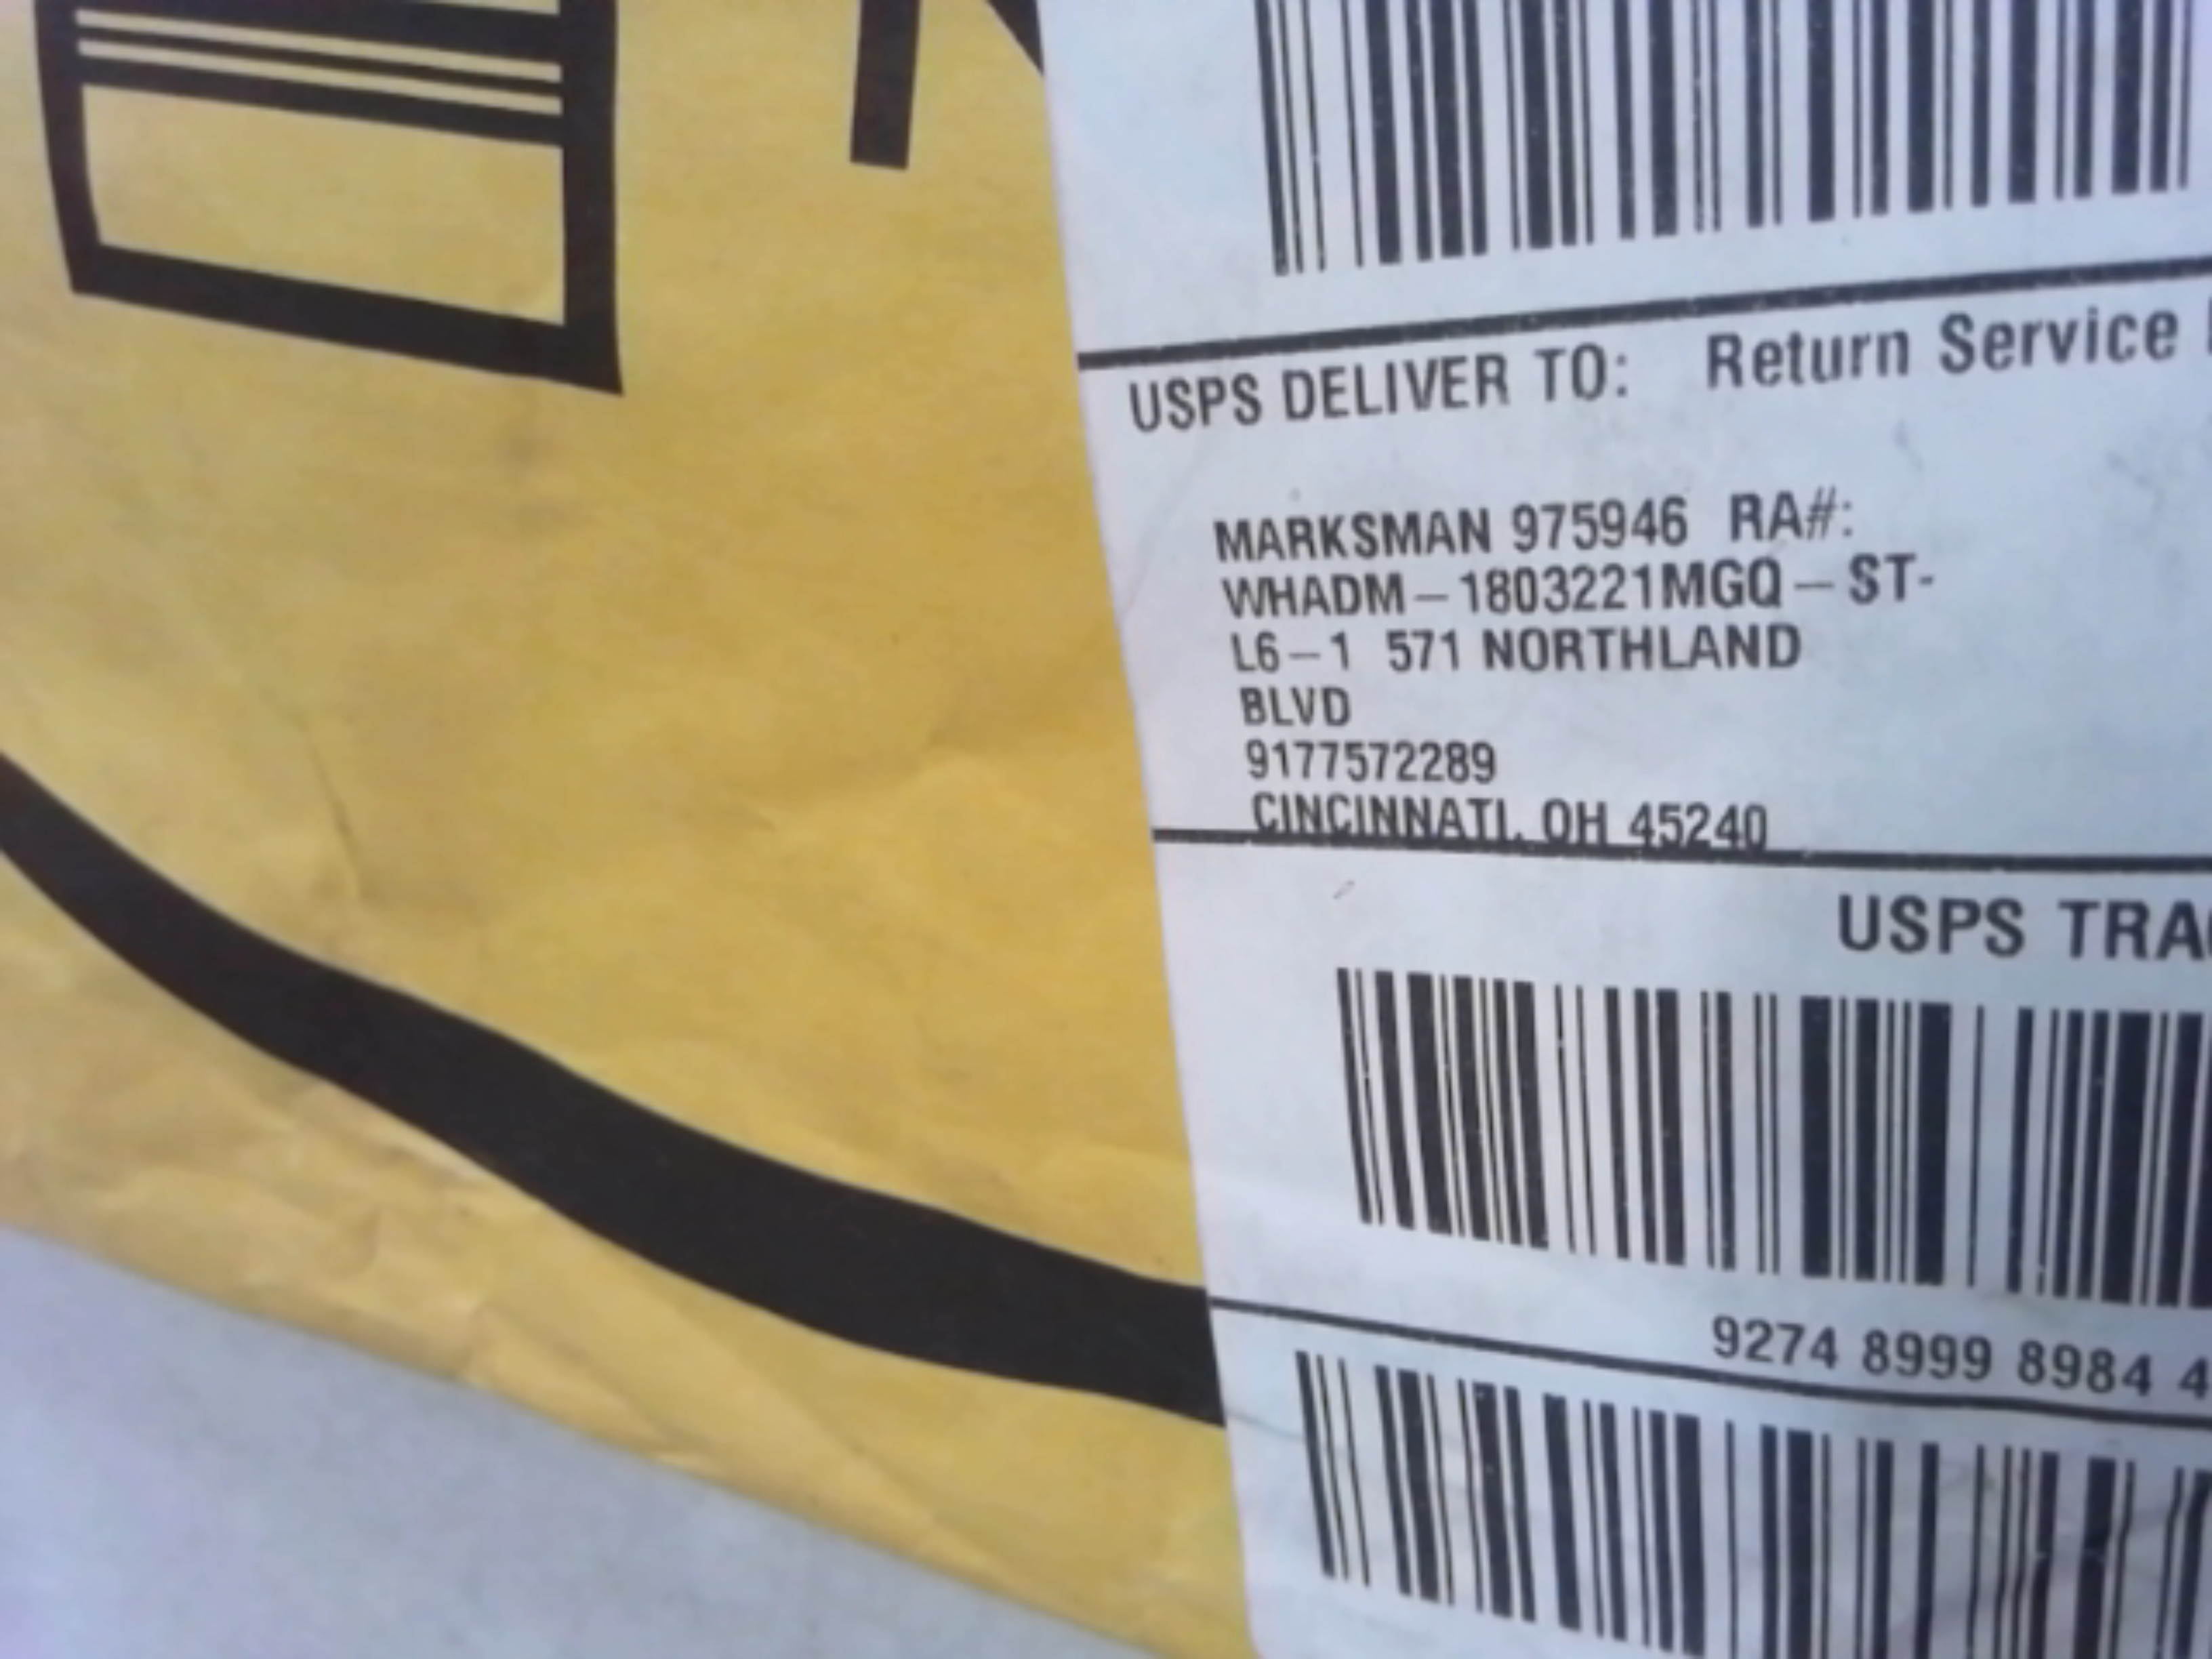 USPS DELIVER TO: Return Service
MARKSMAN 975946 RA#:
WHADM-1803221MGQ-ST-
L6-1 571 NORTHLAND
BLVD
9177572289
CINCINNATI, OH 45240
USPS
9274 8999 8984 4